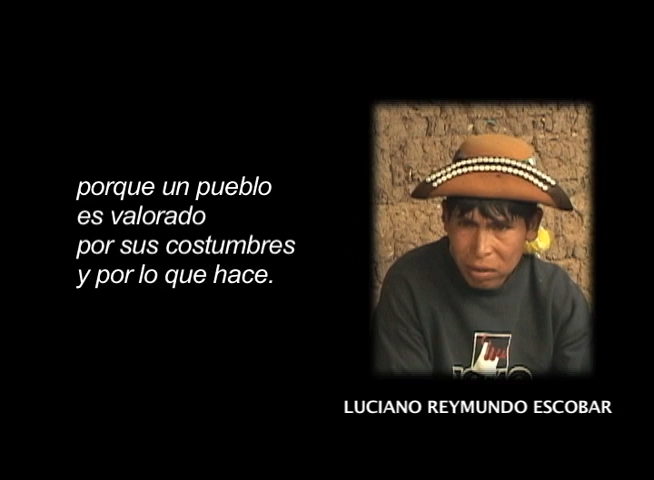 porque un pueblo
es valorado
por sus costumbres
y por lo que hace.
LUCIANO REYMUNDO ESCOBAR